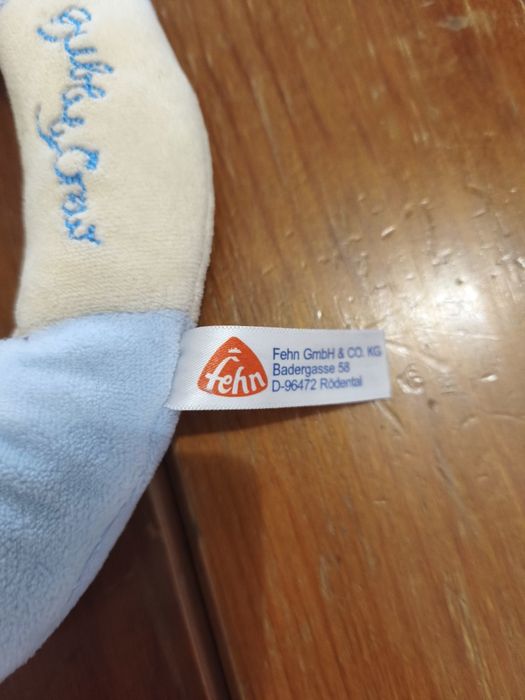 fehn
Fehn GmbH & CO. KG
Badergasse 58
D-96472 Rödental